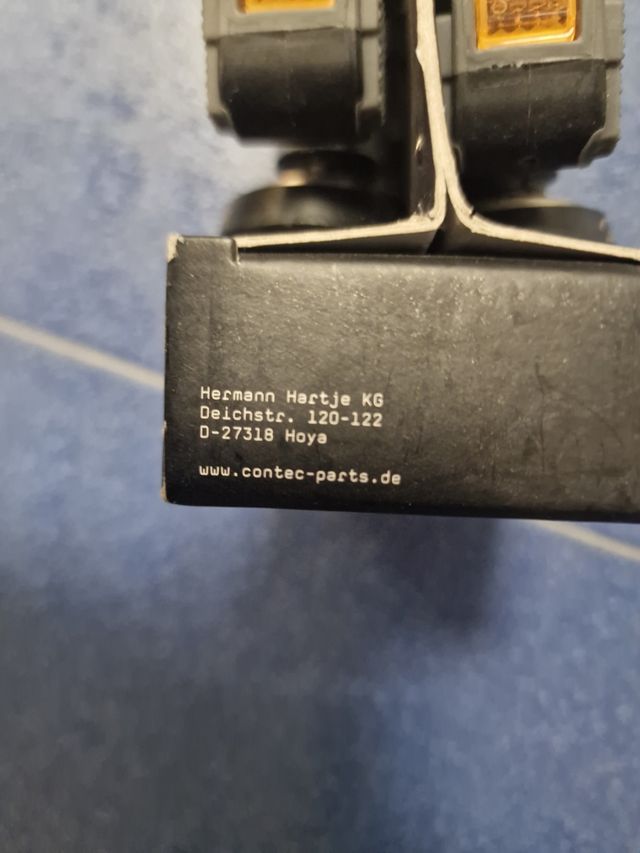 Hermann Hartje KG
Deichstr. 120-122
D-27318 Hoya
www.contec-parts.de